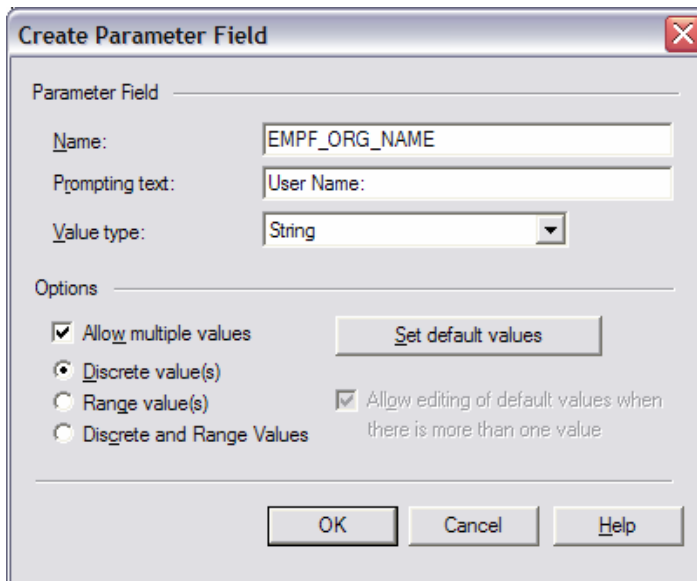 Create Parameter Field
Parameter Field
Name:
EMPF_ORG_NAME
Prompting text:
User Name:
Value type:
String
Options
Allow multiple values
Set default values
Discrete value(s)
Range value(s)
Allow editing of default values when
Discrete and Range Values
there is more than one value
OK
Cancel
Help